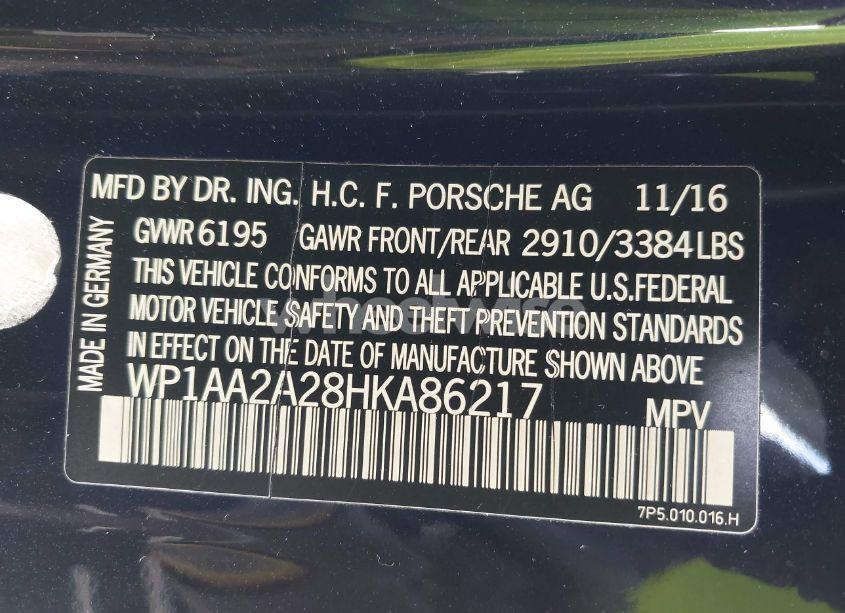 MFD BY DR. ING. H.C. F. PORSCHE AG 11/16
GVWR 6195 GAWR FRONT/REAR 2910/3384 LBS
THIS VEHICLE CONFORMS TO ALL APPLICABLE U.S.FEDERAL
MOTOR VEHICLE SAFETY AND THEFT PREVENTION STANDARDS
IN EFFECT ON THE DATE OF MANUFACTURE SHOWN ABOVE
WP1AA2A28HKA86217 MPV
7P5.010.016.H
MADE IN GERMANY